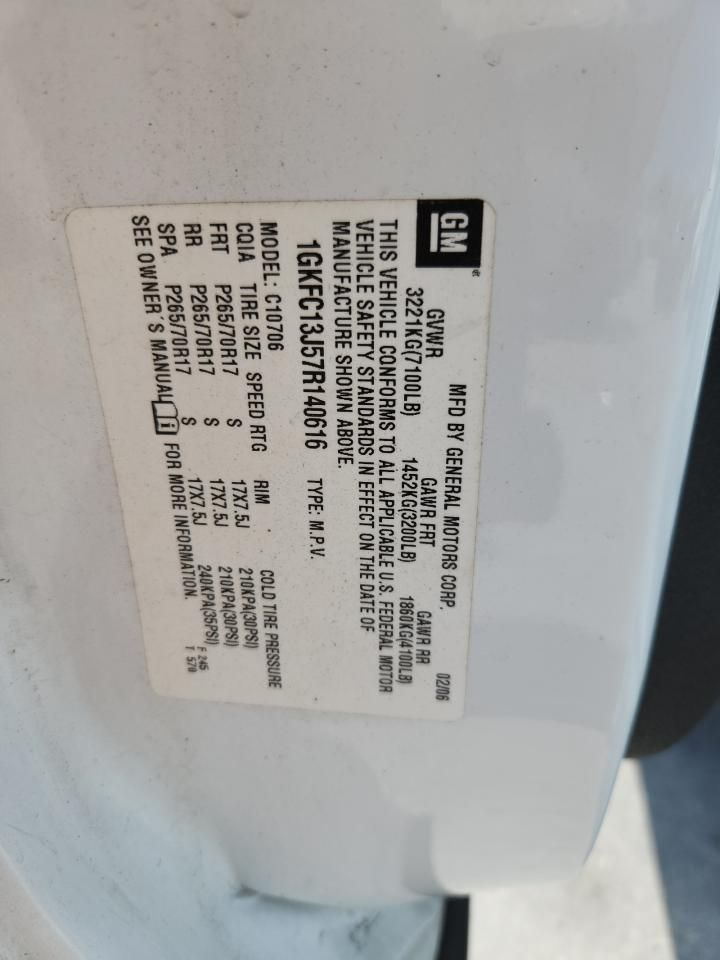 GM
MFD BY GENERAL MOTORS CORP. 02/06
GVWR GAWR FRT GAWR RR
3221KG(7100LB) 1452KG(3200LB) 1860KG(4100LB)
THIS VEHICLE CONFORMS TO ALL APPLICABLE U.S. FEDERAL MOTOR
VEHICLE SAFETY STANDARDS IN EFFECT ON THE DATE OF
MANUFACTURE SHOWN ABOVE.
1GKFC13J57R140616 TYPE: M.P.V.
MODEL: C10706
CQIA TIRE SIZE SPEED RTG RIM COLD TIRE PRESSURE
FRT P265/70R17 S 17X7.5J 210KPA(30PSI)
RR P265/70R17 S 17X7.5J 210KPA(30PSI)
SPA P265/70R17 S 17X7.5J 240KPA(35PSI)
SEE OWNER'S MANUAL FOR MORE INFORMATION.
F 245
T 570